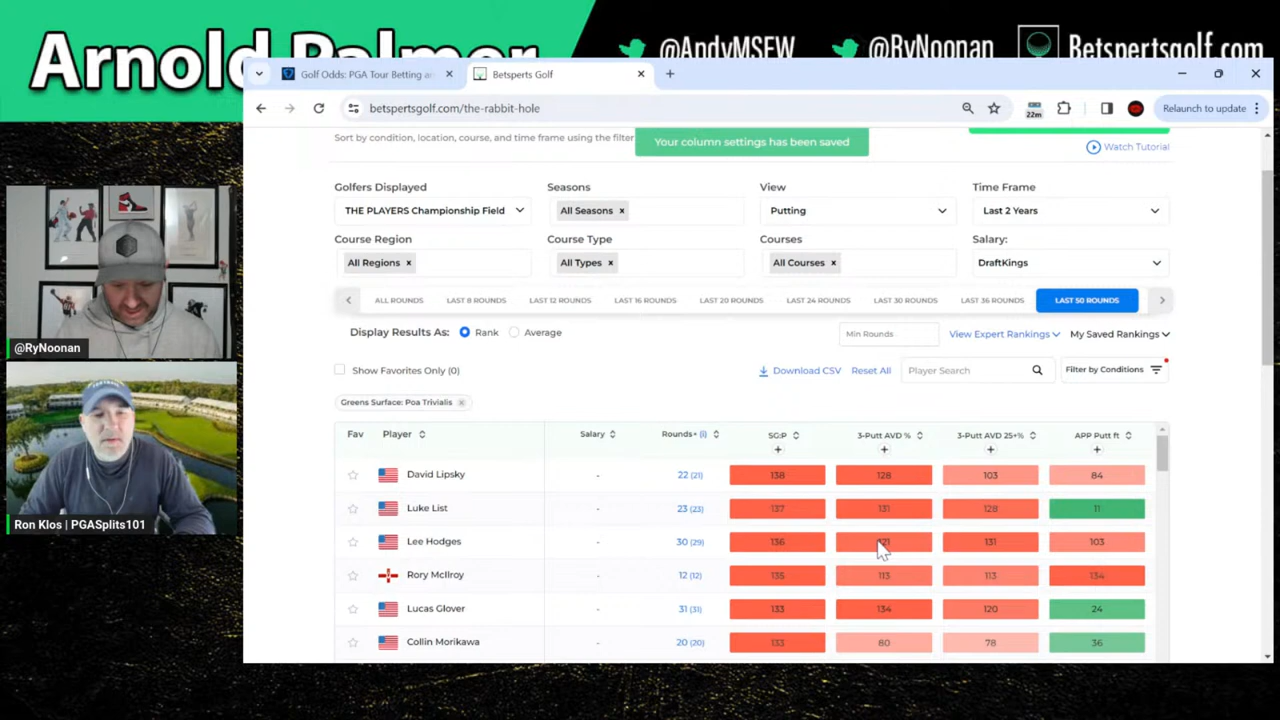 Arnold Palmer
@AndyMSFW @RyNoonan Betspertsgolf.com
Golf Odds: PGA Tour Betting a Betsperts Golf
betspertsgolf.com/the-rabbit-hole 22m Relaunch to update
Sort by condition, location, course, and time frame using the filter
Your column settings has been saved
Watch Tutorial
Golfers Displayed Seasons View Time Frame
THE PLAYERS Championship Field All Seasons x Putting Last 2 Years
Course Region Course Type Courses Salary:
All Regions x All Types x All Courses x DraftKings
ALL ROUNDS LAST 8 ROUNDS LAST 12 ROUNDS LAST 16 ROUNDS LAST 20 ROUNDS LAST 24 ROUNDS LAST 30 ROUNDS LAST 36 ROUNDS LAST 50 ROUNDS
Display Results As: Rank Average Min Rounds View Expert Rankings My Saved Rankings
Show Favorites Only (0) Download CSV Reset All Player Search Filter by Conditions
Greens Surface: Poa Trivialis x
Fav Player Salary Rounds+ (i) SG:P 3-Putt AVD % 3-Putt AVD 25+% APP Putt ft
+ + + +
David Lipsky - 22 (21) 138 128 103 84
Luke List - 23 (23) 137 131 128 11
Lee Hodges - 30 (29) 136 131 103
Rory McIlroy - 12 (12) 135 113 113 134
Lucas Glover - 31 (31) 133 134 120 24
Collin Morikawa - 20 (20) 133 80 78 36
@RyNoonan
Ron Klos | PGASplits101